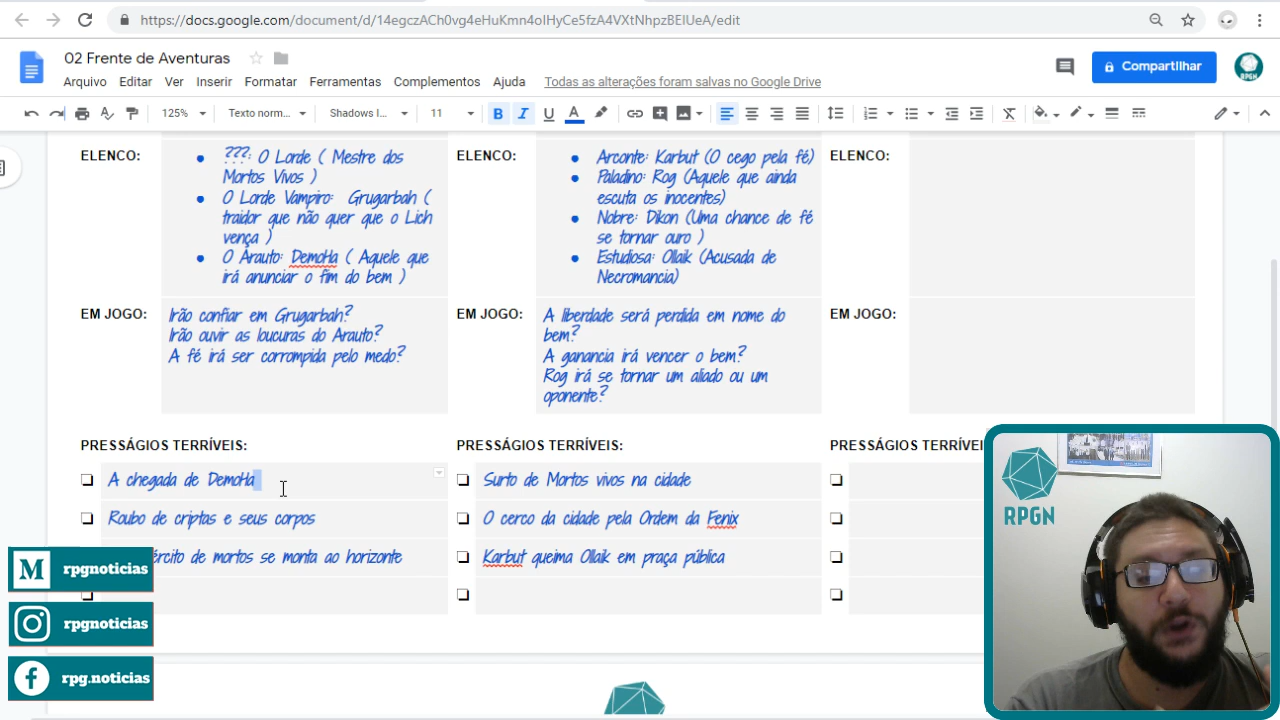 https://docs.google.com/document/d/14egczACh0vg4eHuKmn4oIHyCe5fzA4VXtNhpzBEIUeA/edit
02 Frente de Aventuras
Arquivo Editar Ver Inserir Formatar Ferramentas Complementos Ajuda Todas as alterações foram salvas no Google Drive
Compartilhar
RPGN
125% Texto norm... Shadows I... 11 B I U A
ELENCO:
???: O Lorde ( Mestre dos
Mortos Vivos )
O Lorde Vampiro: Grugarbah (
traidor que não quer que o Lich
vença )
O Arauto: DemoHa ( Aquele que
irá anunciar o fim do bem )
ELENCO:
Arconte: Karbut (O cego pela fé)
Paladino: Rog (Aquele que ainda
escuta os inocentes)
Nobre: Dikon (Uma chance de fé
se tornar ouro )
Estudiosa: Ollaik (Acusada de
Necromancia)
ELENCO:
EM JOGO:
Irão confiar em Grugarbah?
Irão ouvir as loucuras do Arauto?
A fé irá ser corrompida pelo medo?
EM JOGO:
A liberdade será perdida em nome do
bem?
A ganancia irá vencer o bem?
Rog irá se tornar um aliado ou um
oponente?
EM JOGO:
PRESSÁGIOS TERRÍVEIS:
A chegada de DemoHa
Roubo de criptas e seus corpos
ército de mortos se monta ao horizonte
PRESSÁGIOS TERRÍVEIS:
Surto de Mortos vivos na cidade
O cerco da cidade pela Ordem da Fenix
Karbut queima Ollaik em praça pública
PRESSÁGIOS TERRÍVEI
M rpgnoticias
rpgnoticias
f rpg.noticias
RPGN